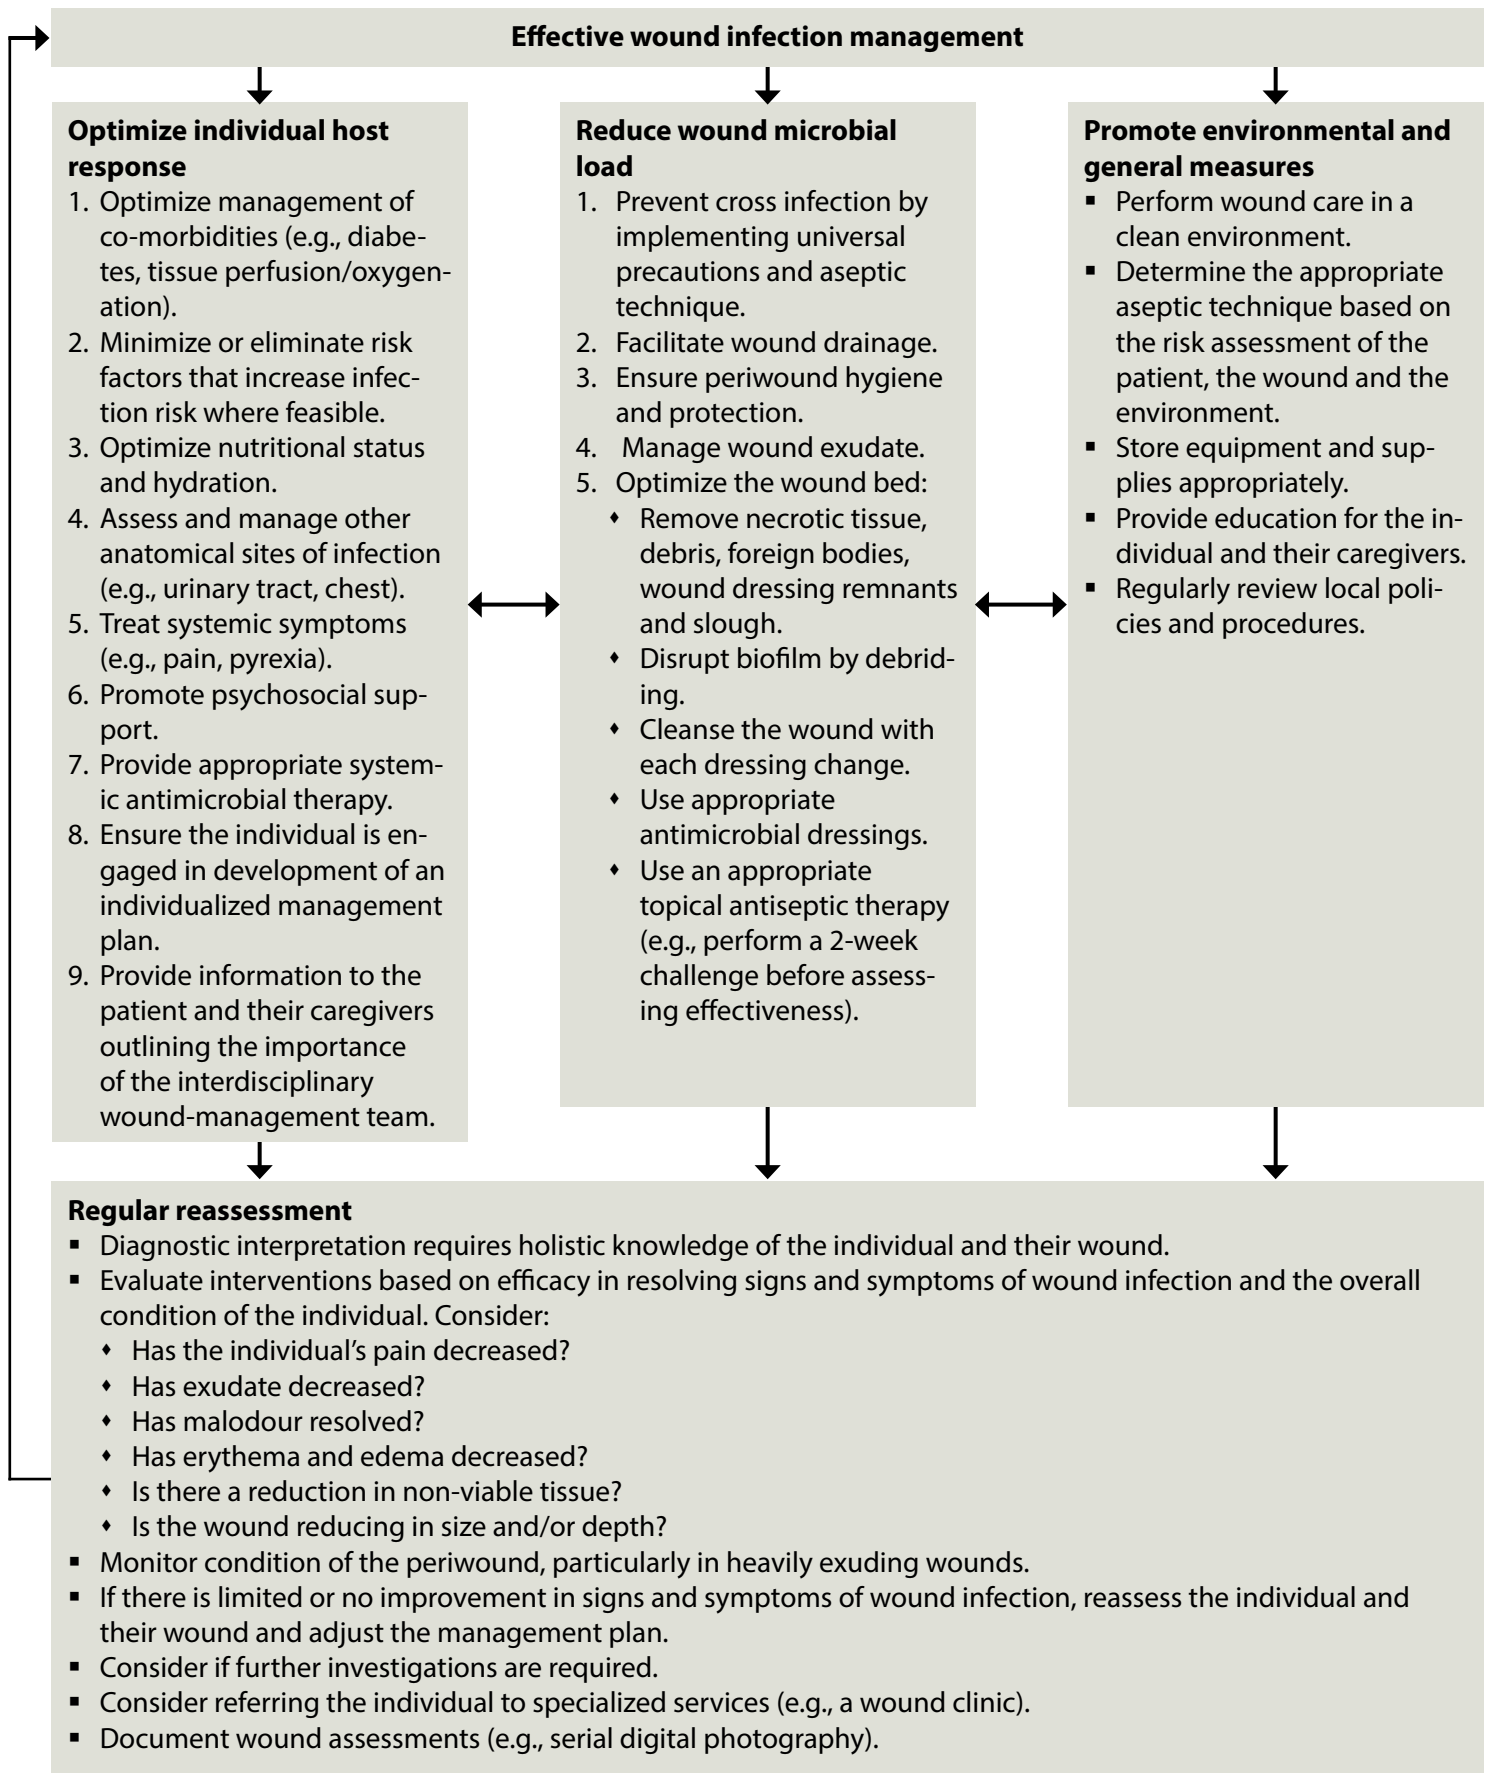 Effective wound infection management
Optimize individual host
response
1. Optimize management of
co-morbidities (e.g., diabe-
tes, tissue perfusion/oxygen-
ation).
2. Minimize or eliminate risk
factors that increase infec-
tion risk where feasible.
3. Optimize nutritional status
and hydration.
4. Assess and manage other
anatomical sites of infection
(e.g., urinary tract, chest).
5. Treat systemic symptoms
(e.g., pain, pyrexia).
6. Promote psychosocial sup-
port.
7. Provide appropriate system-
ic antimicrobial therapy.
8. Ensure the individual is en-
gaged in development of an
individualized management
plan.
9. Provide information to the
patient and their caregivers
outlining the importance
of the interdisciplinary
wound-management team.
Reduce wound microbial
load
1. Prevent cross infection by
implementing universal
precautions and aseptic
technique.
2. Facilitate wound drainage.
3. Ensure periwound hygiene
and protection.
4. Manage wound exudate.
5. Optimize the wound bed:
⬧ Remove necrotic tissue,
debris, foreign bodies,
wound dressing remnants
and slough.
⬧ Disrupt biofilm by debrid-
ing.
⬧ Cleanse the wound with
each dressing change.
⬧ Use appropriate
antimicrobial dressings.
⬧ Use an appropriate
topical antiseptic therapy
(e.g., perform a 2-week
challenge before assess-
ing effectiveness).
Promote environmental and
general measures
▪ Perform wound care in a
clean environment.
▪ Determine the appropriate
aseptic technique based on
the risk assessment of the
patient, the wound and the
environment.
▪ Store equipment and sup-
plies appropriately.
▪ Provide education for the in-
dividual and their caregivers.
▪ Regularly review local poli-
cies and procedures.
Regular reassessment
▪ Diagnostic interpretation requires holistic knowledge of the individual and their wound.
▪ Evaluate interventions based on efficacy in resolving signs and symptoms of wound infection and the overall
condition of the individual. Consider:
⬧ Has the individual’s pain decreased?
⬧ Has exudate decreased?
⬧ Has malodour resolved?
⬧ Has erythema and edema decreased?
⬧ Is there a reduction in non-viable tissue?
⬧ Is the wound reducing in size and/or depth?
▪ Monitor condition of the periwound, particularly in heavily exuding wounds.
▪ If there is limited or no improvement in signs and symptoms of wound infection, reassess the individual and
their wound and adjust the management plan.
▪ Consider if further investigations are required.
▪ Consider referring the individual to specialized services (e.g., a wound clinic).
▪ Document wound assessments (e.g., serial digital photography).